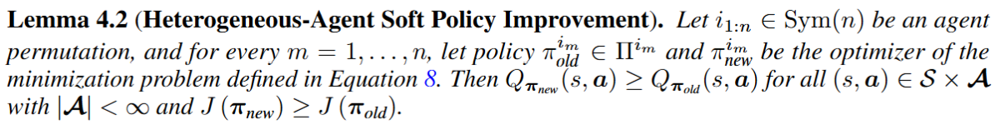 Lemma 4.2 (Heterogeneous-Agent Soft Policy Improvement). Let $i_{1:n} \in \mathrm{Sym}(n)$ be an agent
permutation, and for every $m = 1, \ldots, n$, let policy $\pi_{old}^{i_m} \in \Pi^{i_m}$ and $\pi_{new}^{i_m}$ be the optimizer of the
minimization problem defined in Equation 8. Then $Q_{\boldsymbol{\pi}_{new}}(s, \boldsymbol{a}) \geq Q_{\boldsymbol{\pi}_{old}}(s, \boldsymbol{a})$ for all $(s, \boldsymbol{a}) \in \mathcal{S} \times \boldsymbol{\mathcal{A}}$
with $|\boldsymbol{\mathcal{A}}| < \infty$ and $J(\boldsymbol{\pi}_{new}) \geq J(\boldsymbol{\pi}_{old})$.